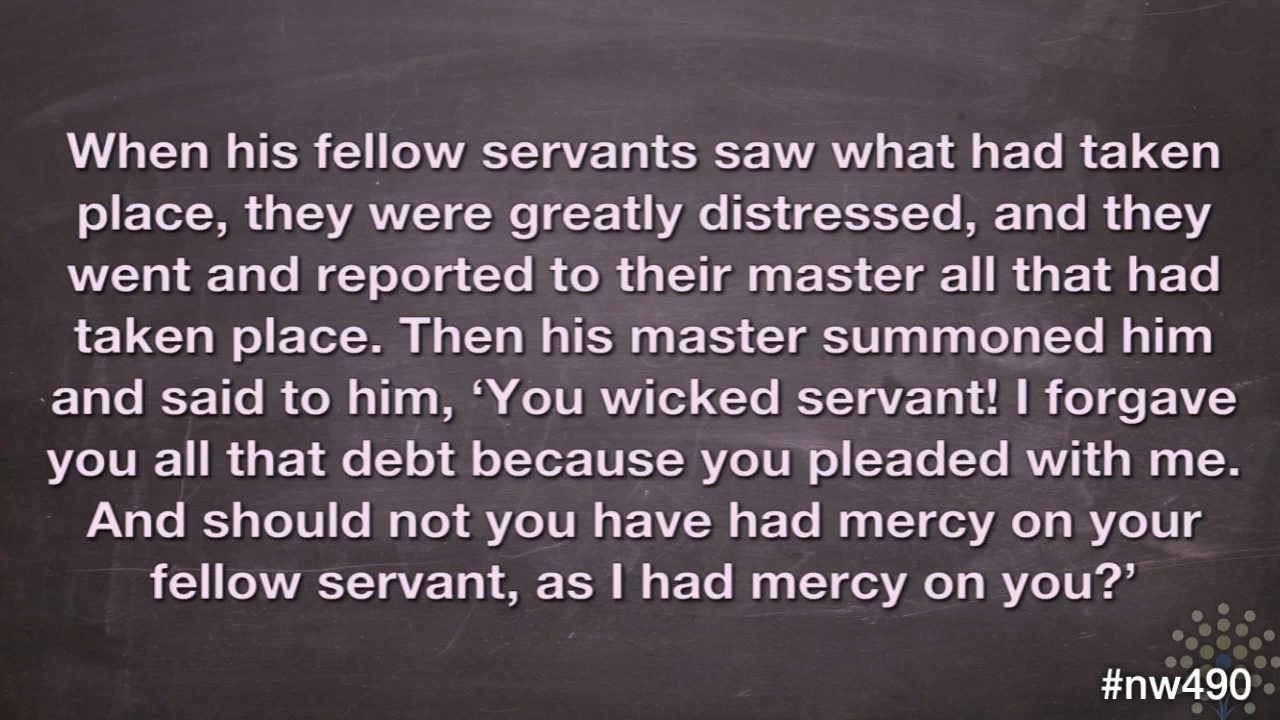 When his fellow servants saw what had taken
place, they were greatly distressed, and they
went and reported to their master all that had
taken place. Then his master summoned him
and said to him, ‘You wicked servant! I forgave
you all that debt because you pleaded with me.
And should not you have had mercy on your
fellow servant, as I had mercy on you?’
#nw490